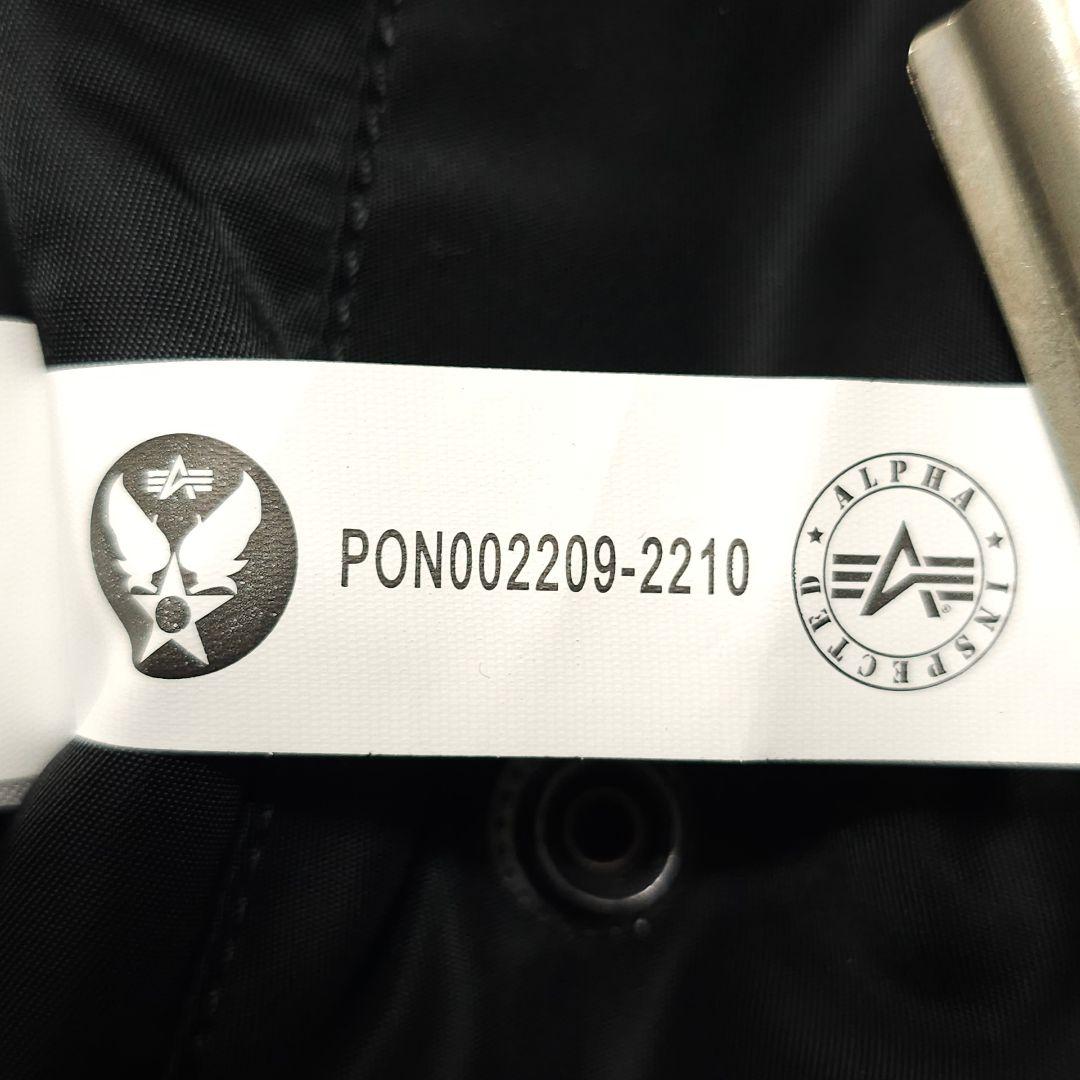 PON002209-2210
ALPHA
INSPECTED
®